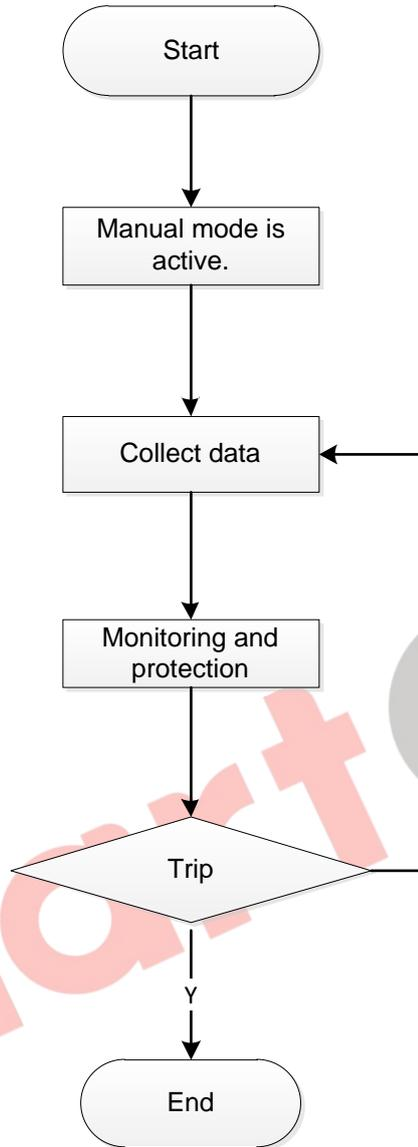 Start
Manual mode is
active.
Collect data
Monitoring and
protection
Trip
Y
End